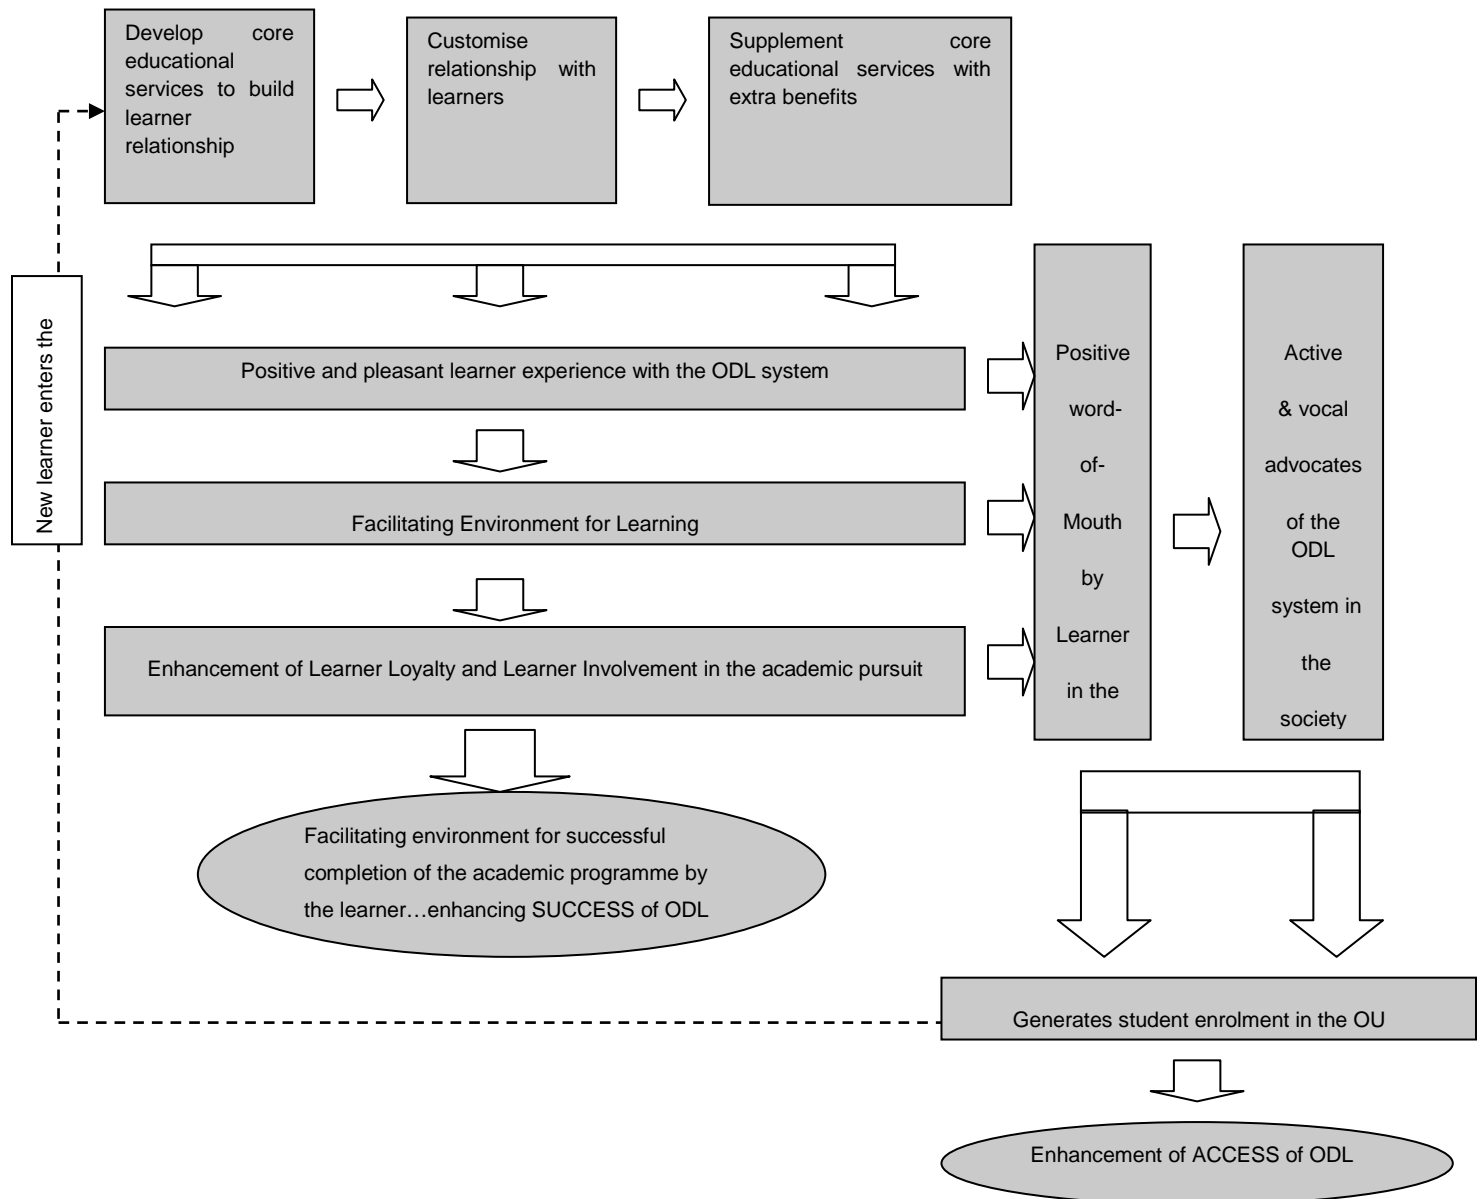 Develop core
educational
services to build
learner
relationship
Customise
relationship with
learners
Supplement core
educational services with
extra benefits
New learner enters the
Positive and pleasant learner experience with the ODL system
Facilitating Environment for Learning
Enhancement of Learner Loyalty and Learner Involvement in the academic pursuit
Positive
word-
of-
Mouth
by
Learner
in the
Active
& vocal
advocates
of the
ODL
system in
the
society
Facilitating environment for successful
completion of the academic programme by
the learner…enhancing SUCCESS of ODL
Generates student enrolment in the OU
Enhancement of ACCESS of ODL